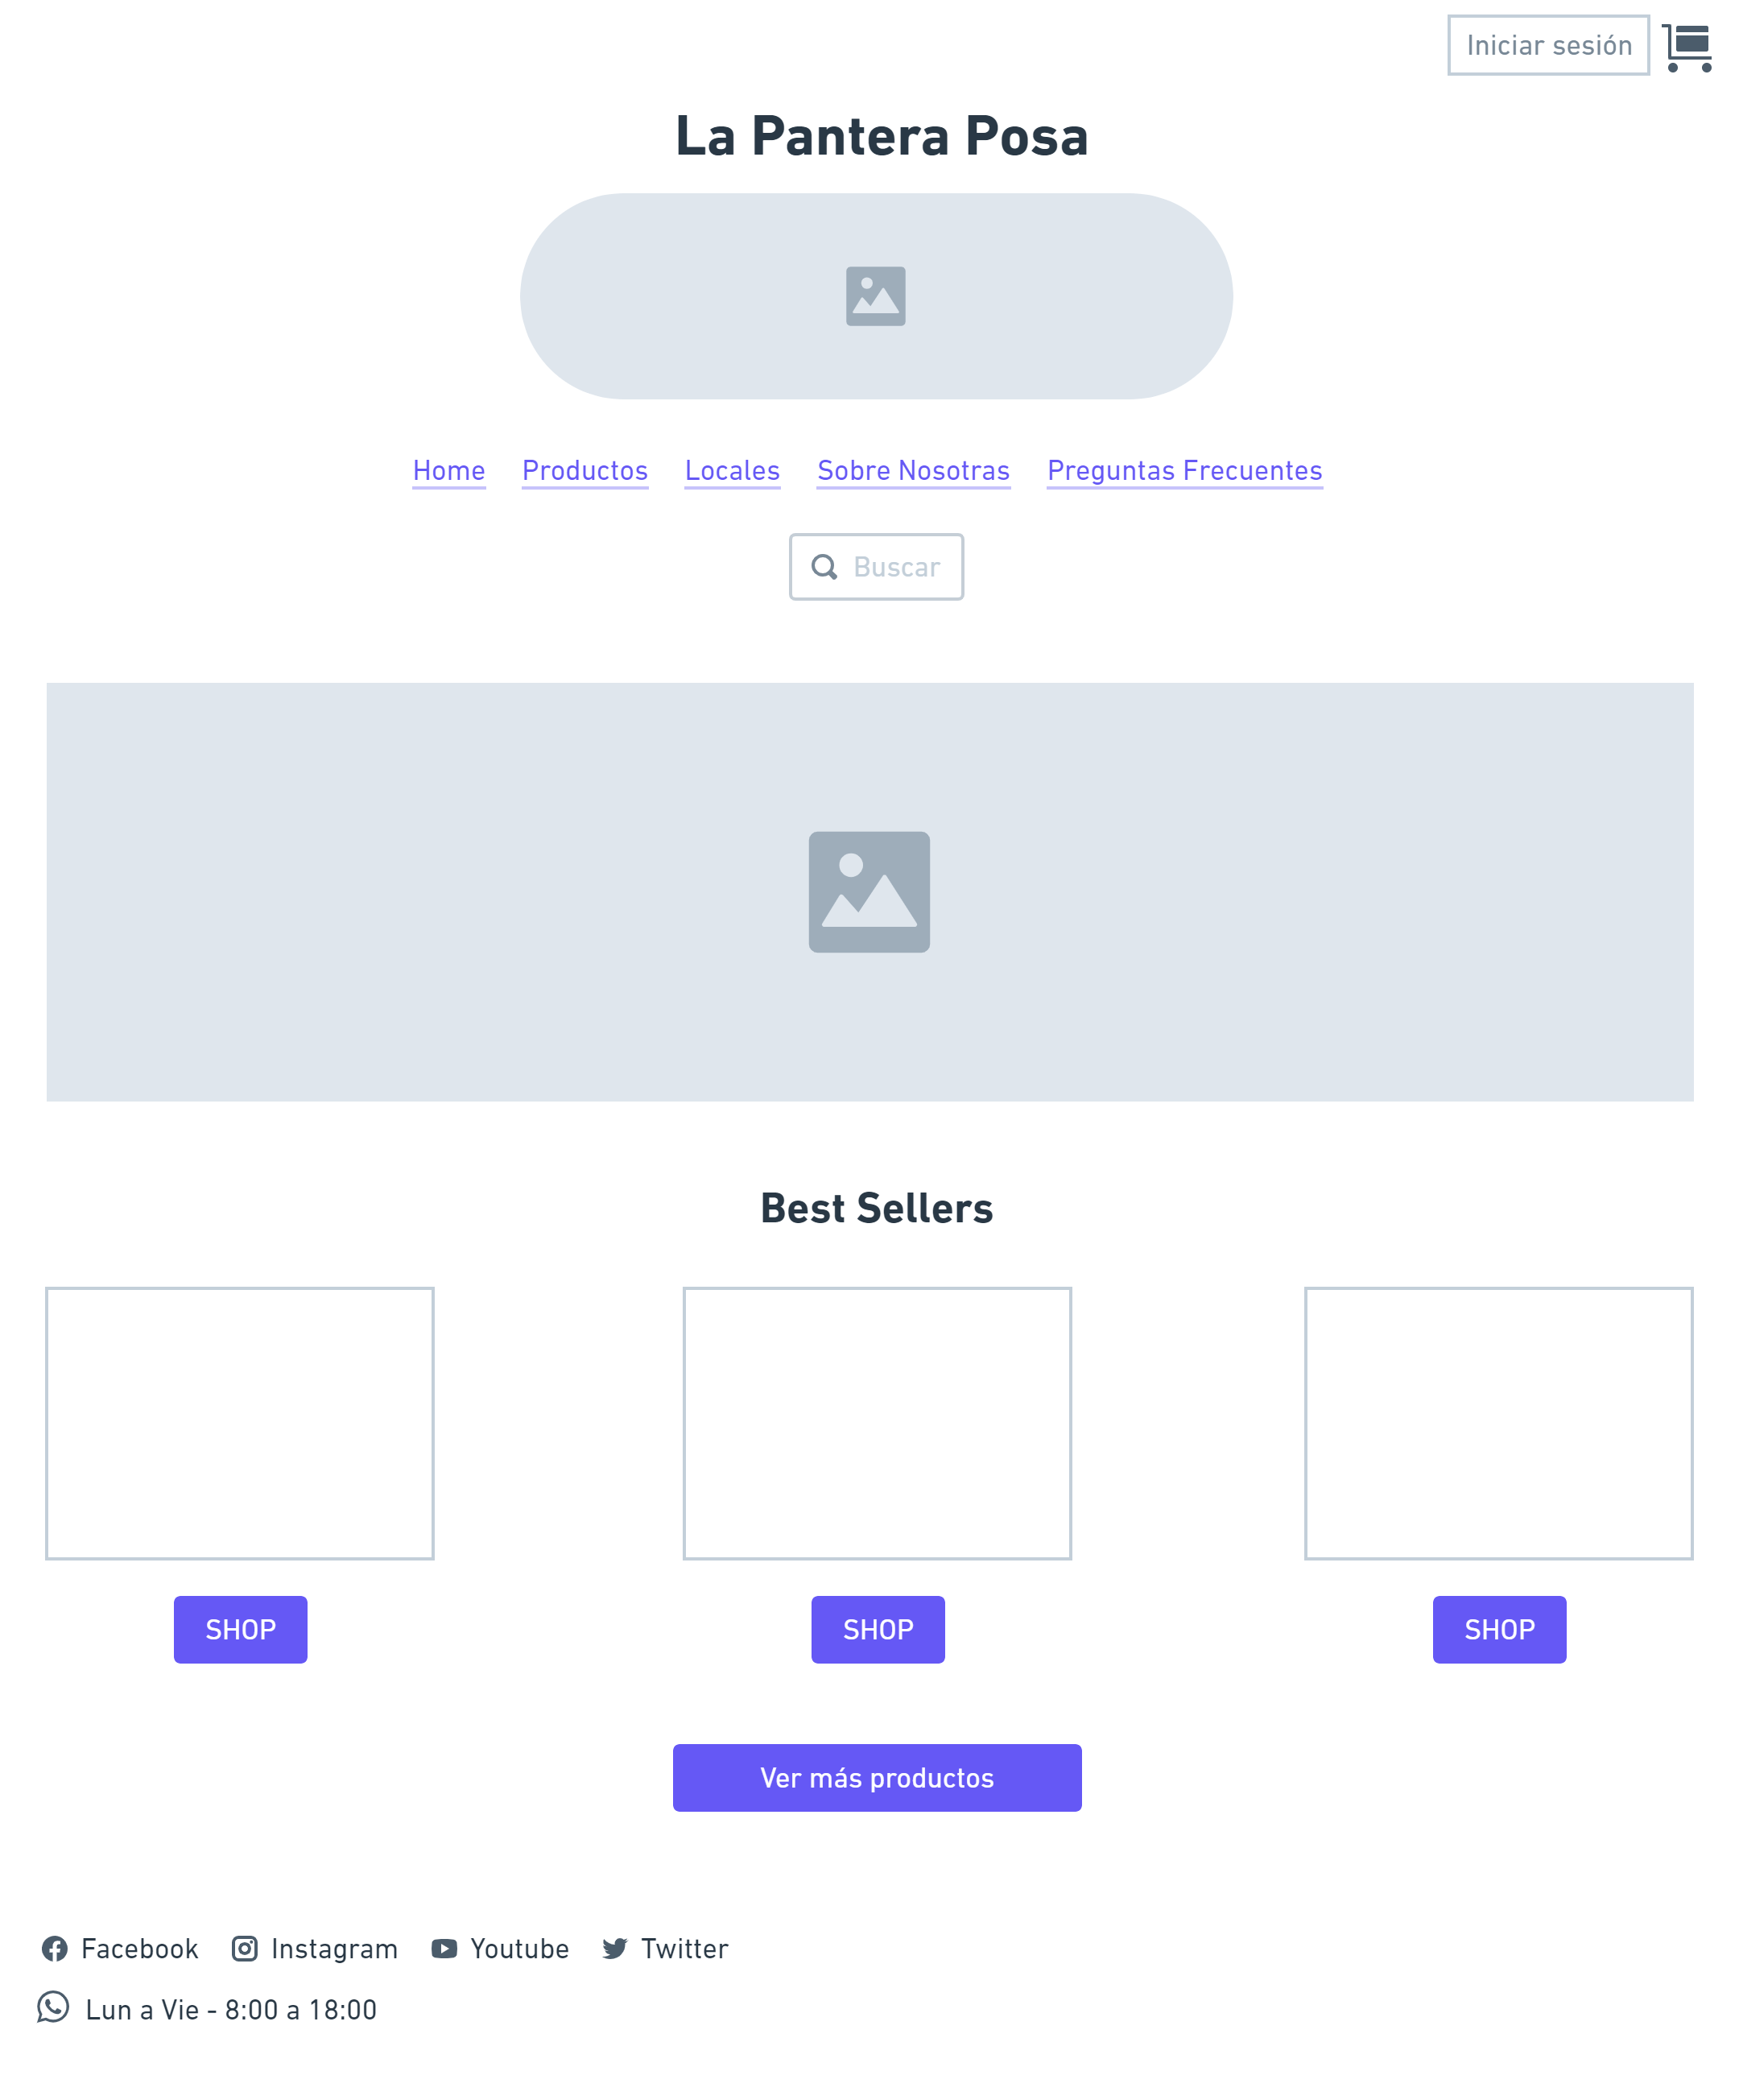 Iniciar sesión
La Pantera Posa
Home Productos Locales Sobre Nosotras Preguntas Frecuentes
Buscar
Best Sellers
SHOP SHOP SHOP
Ver más productos
Facebook Instagram Youtube Twitter
Lun a Vie - 8:00 a 18:00